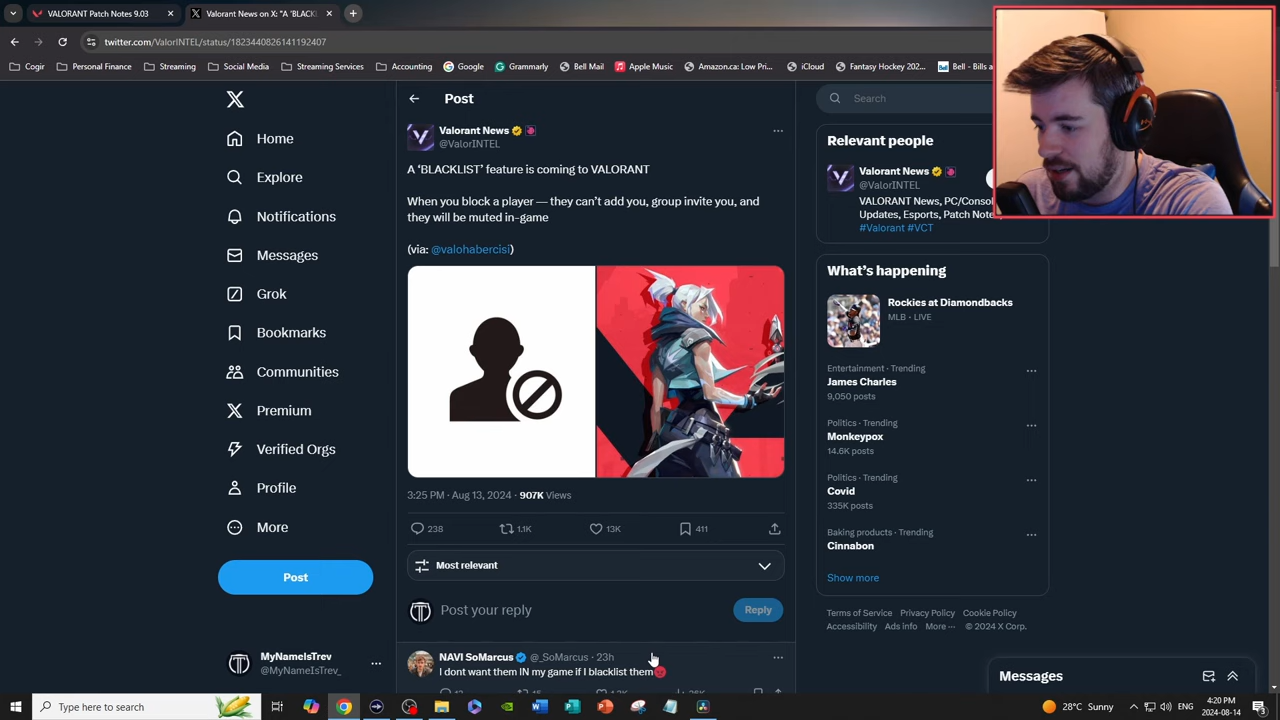 VALORANT Patch Notes 9.03
Valorant News on X: "A 'BLACKLI
twitter.com/ValorINTEL/status/1823440826141192407
Cogir
Personal Finance
Streaming
Social Media
Streaming Services
Accounting
Google
Grammarly
Bell Mail
Apple Music
Amazon.ca: Low Pri...
iCloud
Fantasy Hockey 202...
Bell
Bell - Bills a
Home
Explore
Notifications
Messages
Grok
Bookmarks
Communities
Premium
Verified Orgs
Profile
More
Post
MyNameIsTrev
@MyNameIsTrev_
Post
Valorant News
@ValorINTEL
A ‘BLACKLIST’ feature is coming to VALORANT
When you block a player — they can’t add you, group invite you, and
they will be muted in-game
(via: @valohabercisi)
3:25 PM · Aug 13, 2024 · 907K Views
238
1.1K
13K
411
Most relevant
Post your reply
Reply
NAVI SoMarcus @_SoMarcus · 23h
I dont want them IN my game if I blacklist them
Search
Relevant people
Valorant News
@ValorINTEL
VALORANT News, PC/Consol
Updates, Esports, Patch Note
#Valorant #VCT
What’s happening
Rockies at Diamondbacks
MLB · LIVE
Entertainment · Trending
James Charles
9,050 posts
Politics · Trending
Monkeypox
14.6K posts
Politics · Trending
Covid
335K posts
Baking products · Trending
Cinnabon
Show more
Terms of Service Privacy Policy Cookie Policy
Accessibility Ads info More ··· © 2024 X Corp.
Messages
Type here to search
28°C Sunny
ENG
4:20 PM
2024-08-14
3